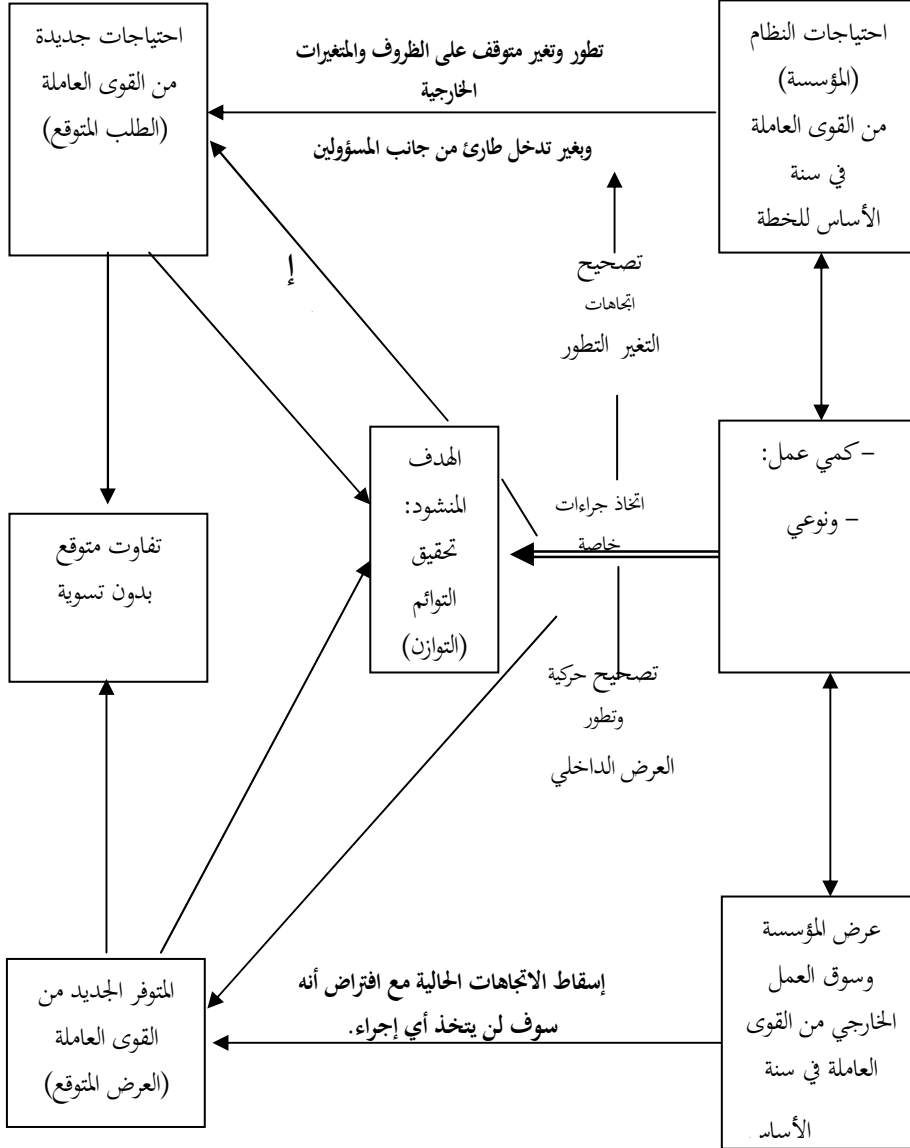 احتياجات النظام
(المؤسسة)
من القوى العاملة
في سنة
الأساس للخطة
تطور وتغير متوقف على الظروف والمتغيرات
الخارجية
وبغير تدخل طارئ من جانب المسؤولين
احتياجات جديدة
من القوى العاملة
(الطلب المتوقع)
تصحيح
اتجاهات
التغير التطور
إ
– كمي عمل:
– ونوعي
اتخاذ جراءات
خاصة
الهدف
المنشود:
تحقيق
التوائم
(التوازن)
تفاوت متوقع
بدون تسوية
تصحيح حركية
وتطور
العرض الداخلي
عرض المؤسسة
وسوق العمل
الخارجي من القوى
العاملة في سنة
الأساس
إسقاط الاتجاهات الحالية مع افتراض أنه
سوف لن يتخذ أي إجراء.
المتوفر الجديد من
القوى العاملة
(العرض المتوقع)